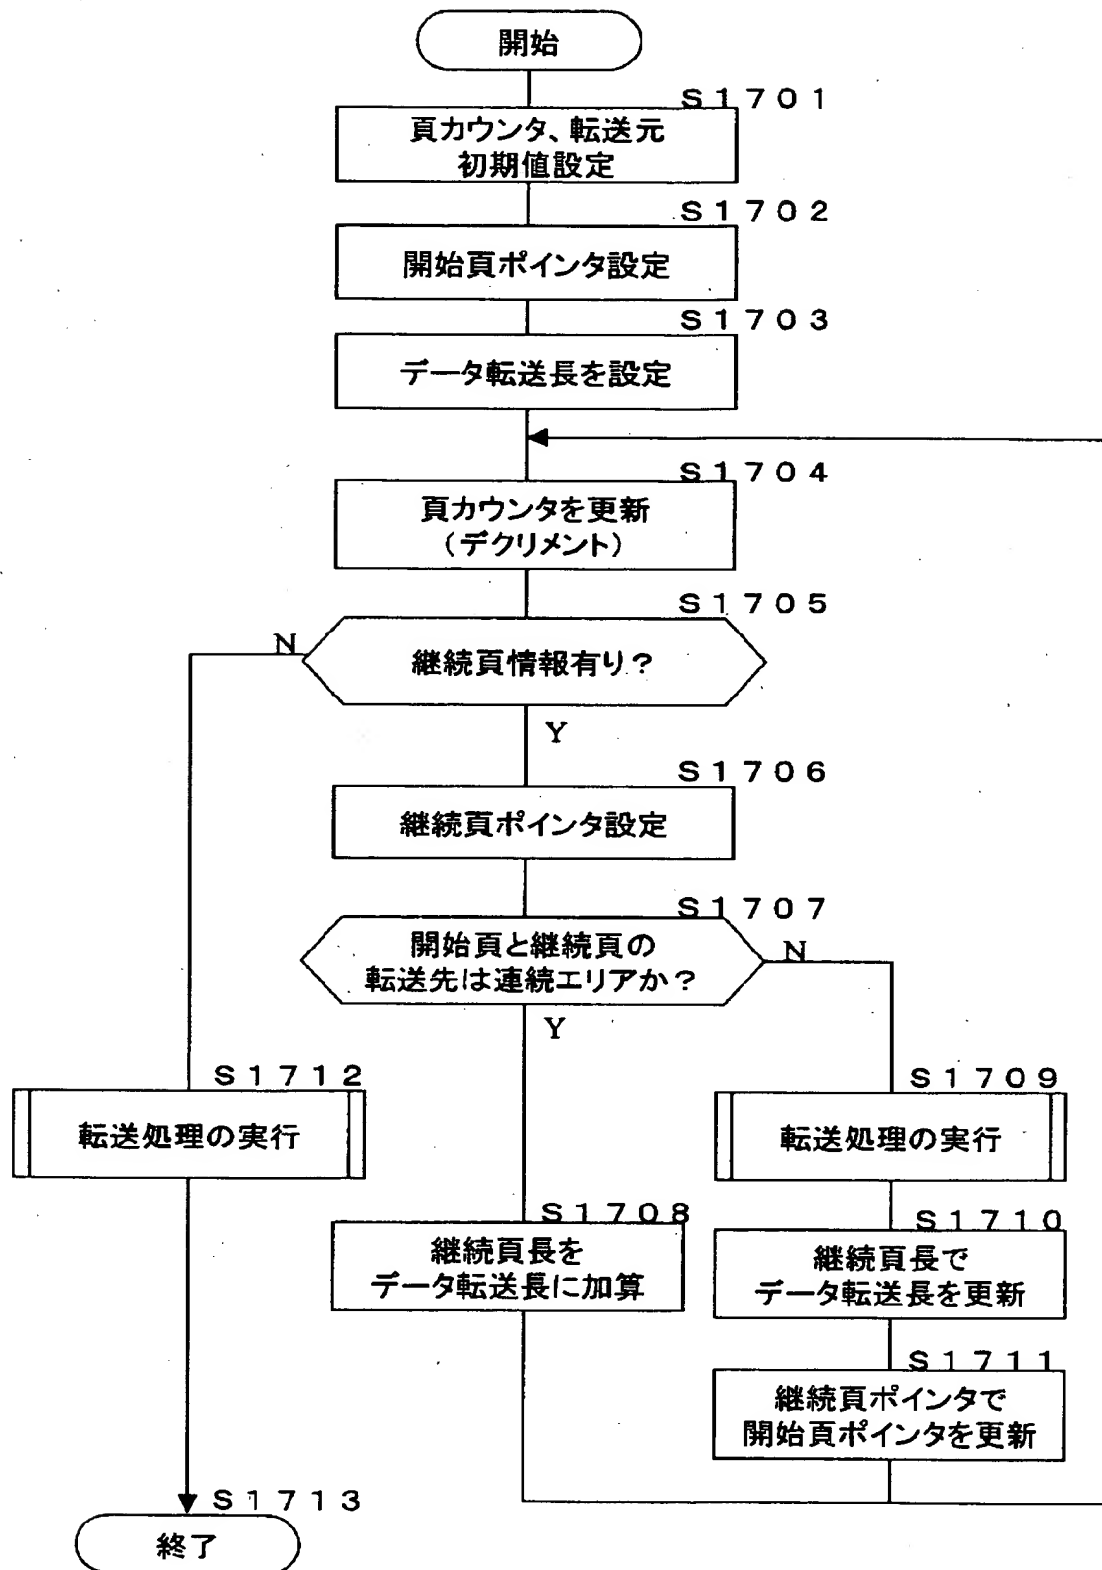 開始
S1701
頁カウンタ、転送元
初期値設定
S1702
開始頁ポインタ設定
S1703
データ転送長を設定
S1704
頁カウンタを更新
(デクリメント)
S1705
N
継続頁情報有り?
Y
S1706
継続頁ポインタ設定
S1707
開始頁と継続頁の
転送先は連続エリアか?
N
Y
S1712
転送処理の実行
S1709
転送処理の実行
S1708
継続頁長を
データ転送長に加算
S1710
継続頁長で
データ転送長を更新
S1711
継続頁ポインタで
開始頁ポインタを更新
S1713
終了